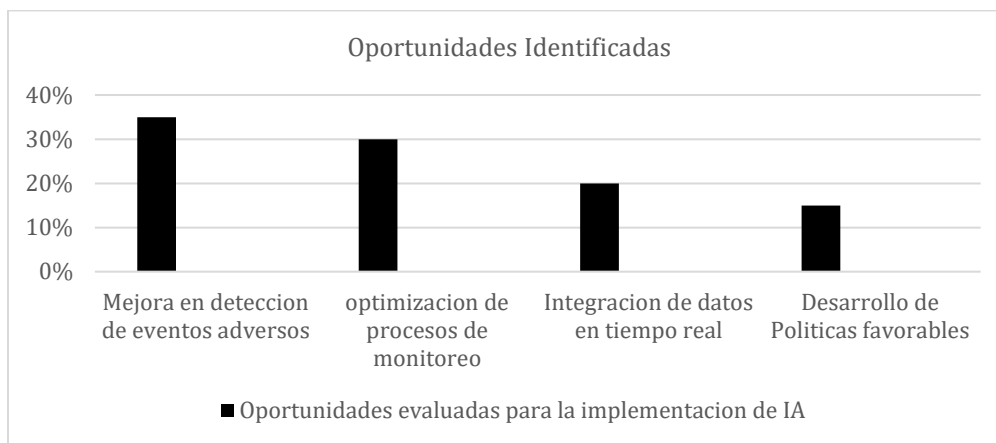 Oportunidades Identificadas
40%
30%
20%
10%
0%
Mejora en deteccion
de eventos adversos
optimizacion de
procesos de
monitoreo
Integracion de datos
en tiempo real
Desarrollo de
Politicas favorables
Oportunidades evaluadas para la implementacion de IA